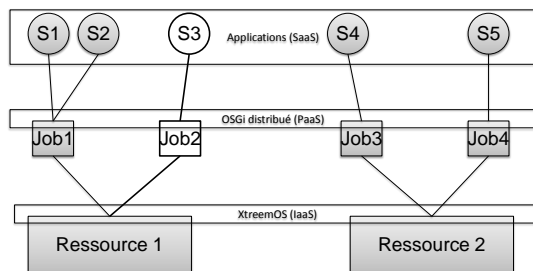 S1 S2 S3 Applications (SaaS) S4 S5
OSGi distribué (PaaS)
Job1 Job2 Job3 Job4
XtreemOS (IaaS)
Ressource 1 Ressource 2